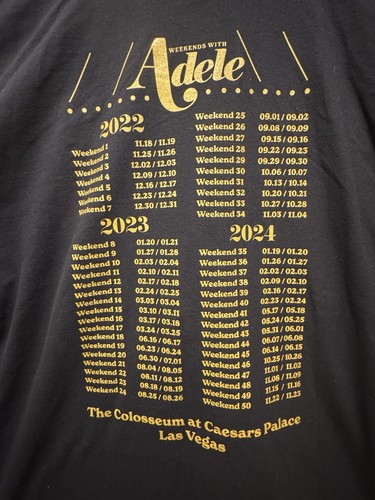 WEEKENDS WITH
Adele
2022
Weekend 1 11.18 / 11.19
Weekend 2 11.25 / 11.26
Weekend 3 12.02 / 12.03
Weekend 4 12.09 / 12.10
Weekend 5 12.16 / 12.17
Weekend 6 12.23 / 12.24
Weekend 7 12.30 / 12.31
2023
Weekend 8 01.20 / 01.21
Weekend 9 01.27 / 01.28
Weekend 10 02.03 / 02.04
Weekend 11 02.10 / 02.11
Weekend 12 02.17 / 02.18
Weekend 13 02.24 / 02.25
Weekend 14 03.03 / 03.04
Weekend 15 03.10 / 03.11
Weekend 16 03.17 / 03.18
Weekend 17 03.24 / 03.25
Weekend 18 06.16 / 06.17
Weekend 19 06.23 / 06.24
Weekend 20 06.30 / 07.01
Weekend 21 08.04 / 08.05
Weekend 22 08.11 / 08.12
Weekend 23 08.18 / 08.19
Weekend 24 08.25 / 08.26
Weekend 25 09.01 / 09.02
Weekend 26 09.08 / 09.09
Weekend 27 09.15 / 09.16
Weekend 28 09.22 / 09.23
Weekend 29 09.29 / 09.30
Weekend 30 10.06 / 10.07
Weekend 31 10.13 / 10.14
Weekend 32 10.20 / 10.21
Weekend 33 10.27 / 10.28
Weekend 34 11.03 / 11.04
2024
Weekend 35 01.19 / 01.20
Weekend 36 01.26 / 01.27
Weekend 37 02.02 / 02.03
Weekend 38 02.09 / 02.10
Weekend 39 02.16 / 02.17
Weekend 40 02.23 / 02.24
Weekend 41 05.17 / 05.18
Weekend 42 05.24 / 05.25
Weekend 43 05.31 / 06.01
Weekend 44 06.07 / 06.08
Weekend 45 06.14 / 06.15
Weekend 46 10.25 / 10.26
Weekend 47 11.01 / 11.02
Weekend 48 11.08 / 11.09
Weekend 49 11.15 / 11.16
Weekend 50 11.22 / 11.23
The Colosseum at Caesars Palace
Las Vegas